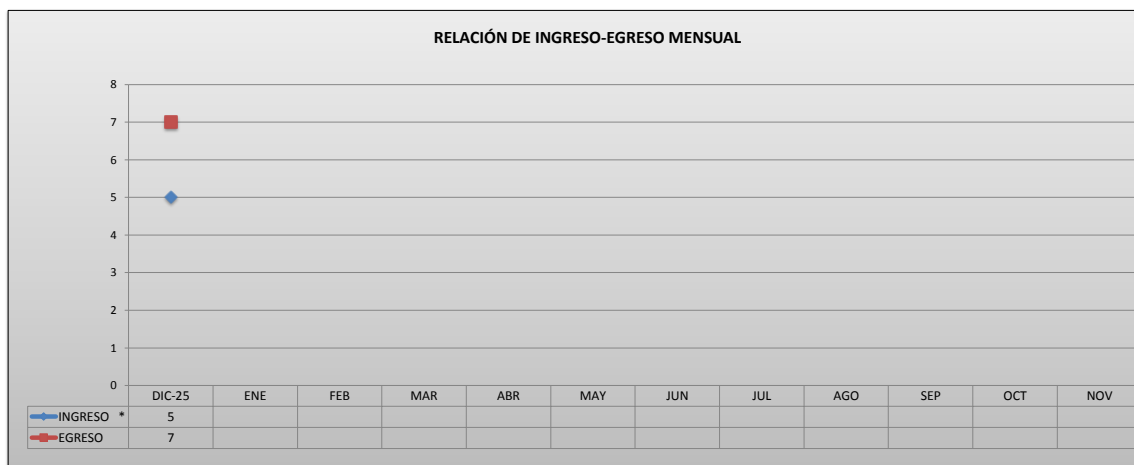 RELACIÓN DE INGRESO-EGRESO MENSUAL
8
7
6
5
4
3
2
1
0
DIC-25 ENE FEB MAR ABR MAY JUN JUL AGO SEP OCT NOV
INGRESO * 5
EGRESO 7